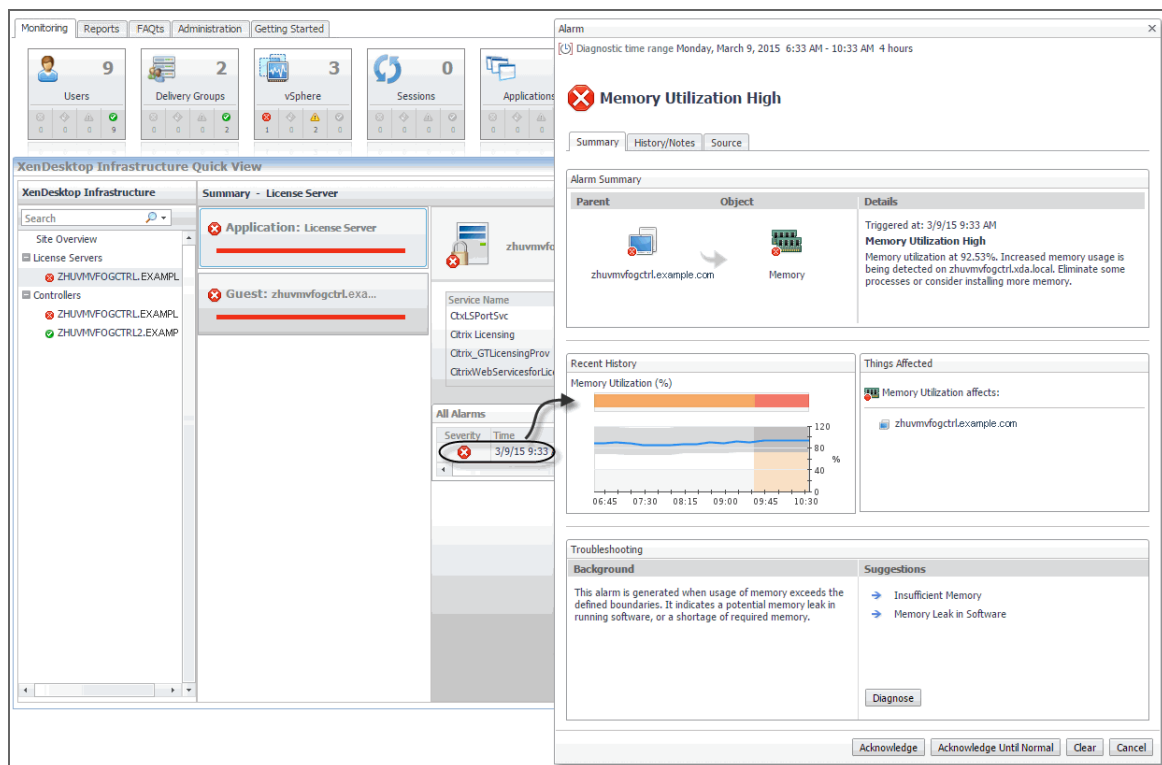 Monitoring Reports FAQts Administration Getting Started
9
Users
0 0 0 9
2
Delivery Groups
0 0 0 2
3
vSphere
1 0 2 0
0
Sessions
0 0 0 0
Applications
0 0 0
XenDesktop Infrastructure Quick View
XenDesktop Infrastructure
Search
Site Overview
License Servers
ZHUVMVFOGCTRL.EXAMPL
Controllers
ZHUVMVFOGCTRL.EXAMPL
ZHUVMVFOGCTRL2.EXAMP
Summary - License Server
Application: License Server
Guest: zhuvmvfogctrl.exa...
zhuvmvfo
Service Name
CtxLSPortSvc
Citrix Licensing
Citrix_GTLicensingProv
CitrixWebServicesforLice
All Alarms
Severity Time
3/9/15 9:33
Alarm
Diagnostic time range Monday, March 9, 2015 6:33 AM - 10:33 AM 4 hours
Memory Utilization High
Summary History/Notes Source
Alarm Summary
Parent Object Details
zhuvmvfogctrl.example.com
Memory
Triggered at: 3/9/15 9:33 AM
Memory Utilization High
Memory utilization at 92.53%. Increased memory usage is
being detected on zhuvmvfogctrl.xda.local. Eliminate some
processes or consider installing more memory.
Recent History
Memory Utilization (%)
120
80
%
40
0
06:45 07:30 08:15 09:00 09:45 10:30
Things Affected
Memory Utilization affects:
zhuvmvfogctrl.example.com
Troubleshooting
Background
This alarm is generated when usage of memory exceeds the
defined boundaries. It indicates a potential memory leak in
running software, or a shortage of required memory.
Suggestions
Insufficient Memory
Memory Leak in Software
Diagnose
Acknowledge Acknowledge Until Normal Clear Cancel